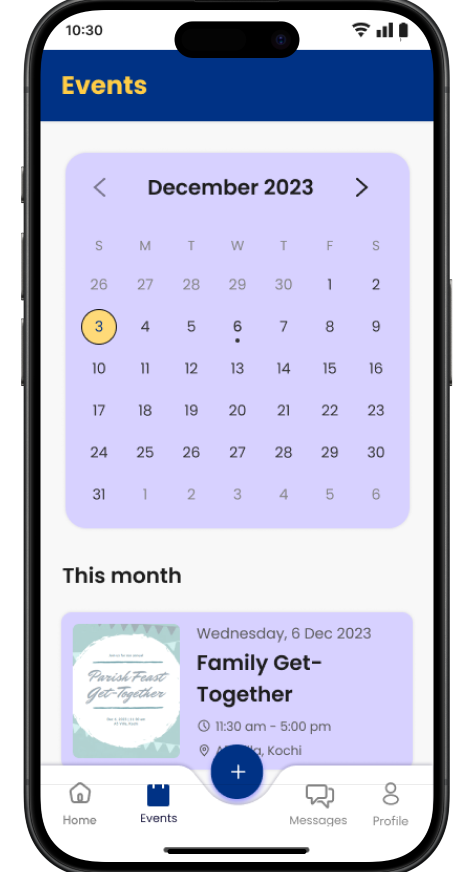 10:30
Events
December 2023
S M T W T F S
26 27 28 29 30 1 2
3 4 5 6 7 8 9
10 11 12 13 14 15 16
17 18 19 20 21 22 23
24 25 26 27 28 29 30
31 1 2 3 4 5 6
This month
Wednesday, 6 Dec 2023
Family Get-
Together
11:30 am - 5:00 pm
Kochi
Parish Feast
Get-Together
+
Home Events Messages Profile